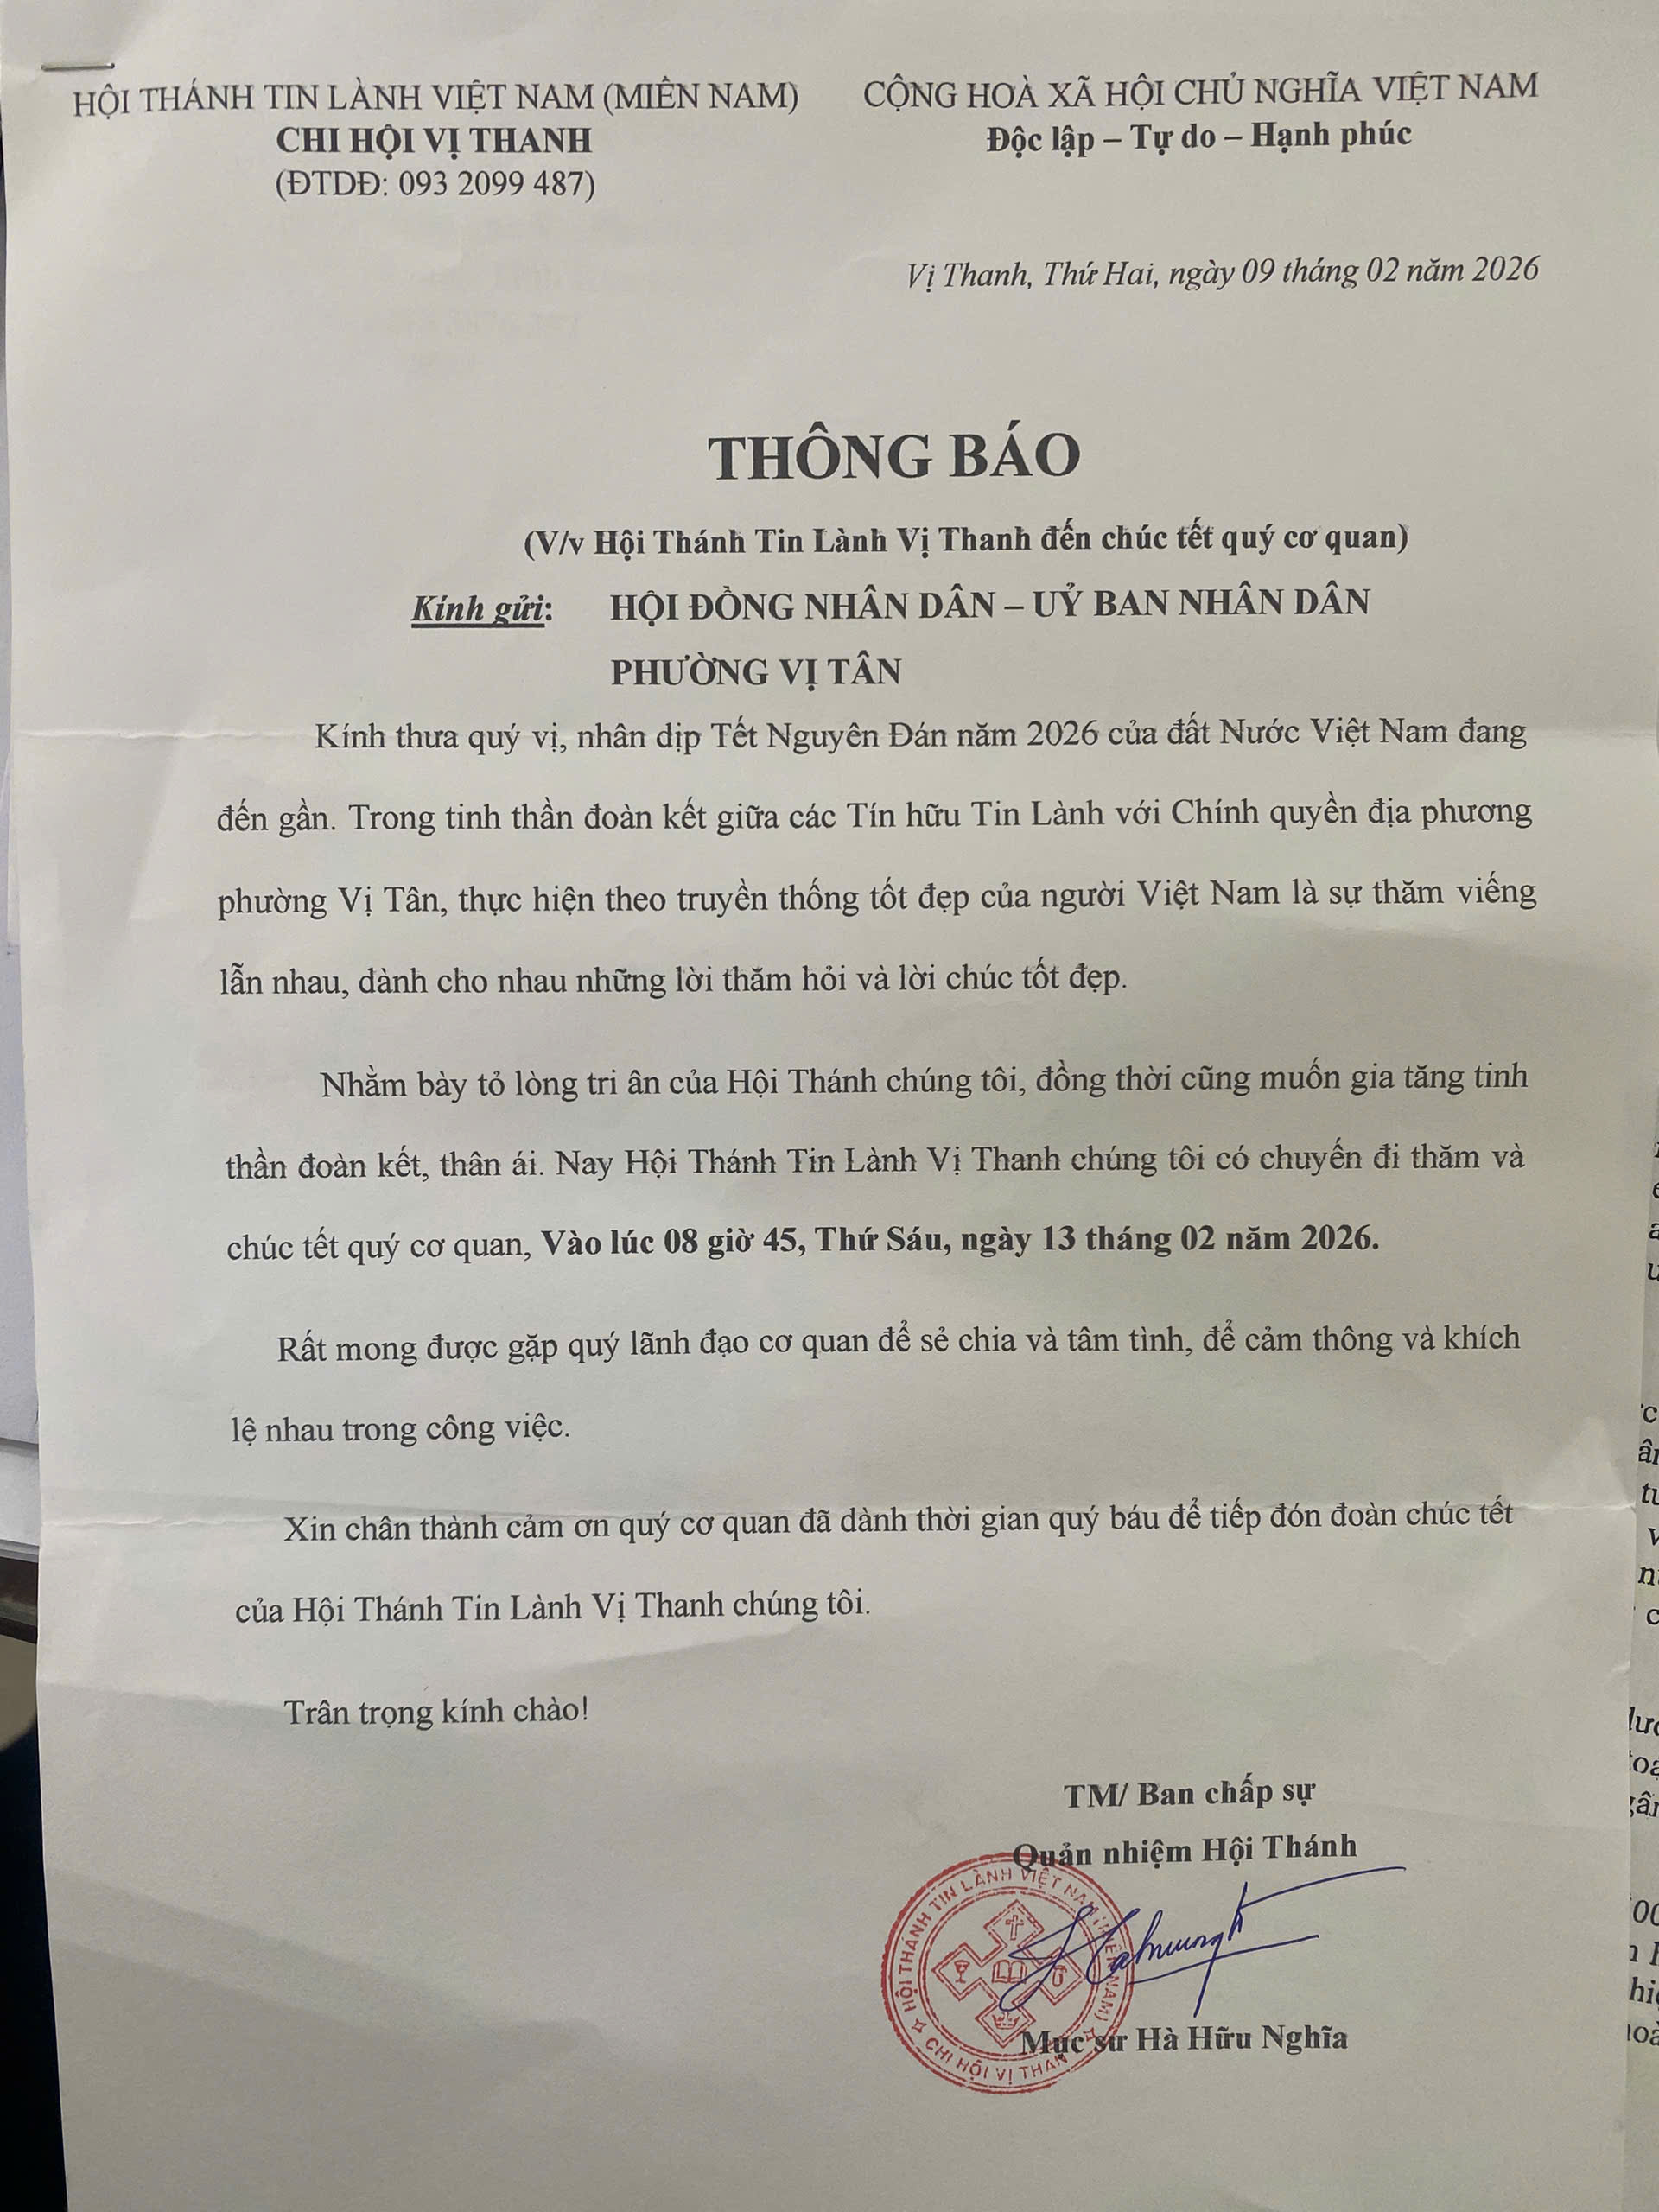 HỘI THÁNH TIN LÀNH VIỆT NAM (MIỀN NAM)
CHI HỘI VỊ THANH
(ĐTDĐ: 093 2099 487)
CỘNG HOÀ XÃ HỘI CHỦ NGHĨA VIỆT NAM
Độc lập – Tự do – Hạnh phúc
Vị Thanh, Thứ Hai, ngày 09 tháng 02 năm 2026
THÔNG BÁO
(V/v Hội Thánh Tin Lành Vị Thanh đến chúc tết quý cơ quan)
Kính gửi: HỘI ĐỒNG NHÂN DÂN – UỶ BAN NHÂN DÂN
PHƯỜNG VỊ TÂN
Kính thưa quý vị, nhân dịp Tết Nguyên Đán năm 2026 của đất Nước Việt Nam đang
đến gần. Trong tinh thần đoàn kết giữa các Tín hữu Tin Lành với Chính quyền địa phương
phường Vị Tân, thực hiện theo truyền thống tốt đẹp của người Việt Nam là sự thăm viếng
lẫn nhau, dành cho nhau những lời thăm hỏi và lời chúc tốt đẹp.
Nhằm bày tỏ lòng tri ân của Hội Thánh chúng tôi, đồng thời cũng muốn gia tăng tinh
thần đoàn kết, thân ái. Nay Hội Thánh Tin Lành Vị Thanh chúng tôi có chuyến đi thăm và
chúc tết quý cơ quan, Vào lúc 08 giờ 45, Thứ Sáu, ngày 13 tháng 02 năm 2026.
Rất mong được gặp quý lãnh đạo cơ quan để sẻ chia và tâm tình, để cảm thông và khích
lệ nhau trong công việc.
Xin chân thành cảm ơn quý cơ quan đã dành thời gian quý báu để tiếp đón đoàn chúc tết
của Hội Thánh Tin Lành Vị Thanh chúng tôi.
Trân trọng kính chào!
TM/ Ban chấp sự
Quản nhiệm Hội Thánh
HỘI THÁNH TIN LÀNH VIỆT NAM (MIỀN NAM)
CHI HỘI VỊ THANH
Mục sư Hà Hữu Nghĩa